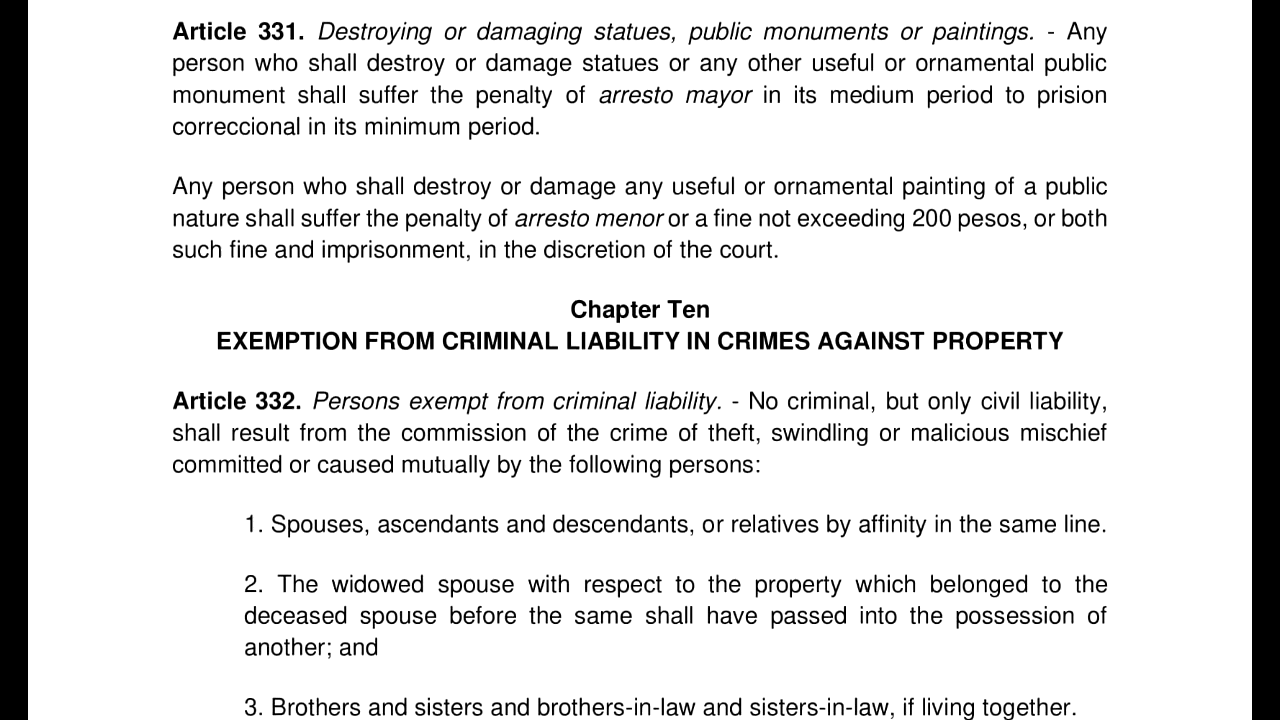 Article 331. Destroying or damaging statues, public monuments or paintings. - Any
person who shall destroy or damage statues or any other useful or ornamental public
monument shall suffer the penalty of arresto mayor in its medium period to prision
correccional in its minimum period.
Any person who shall destroy or damage any useful or ornamental painting of a public
nature shall suffer the penalty of arresto menor or a fine not exceeding 200 pesos, or both
such fine and imprisonment, in the discretion of the court.
Chapter Ten
EXEMPTION FROM CRIMINAL LIABILITY IN CRIMES AGAINST PROPERTY
Article 332. Persons exempt from criminal liability. - No criminal, but only civil liability,
shall result from the commission of the crime of theft, swindling or malicious mischief
committed or caused mutually by the following persons:
1. Spouses, ascendants and descendants, or relatives by affinity in the same line.
2. The widowed spouse with respect to the property which belonged to the
deceased spouse before the same shall have passed into the possession of
another; and
3. Brothers and sisters and brothers-in-law and sisters-in-law, if living together.